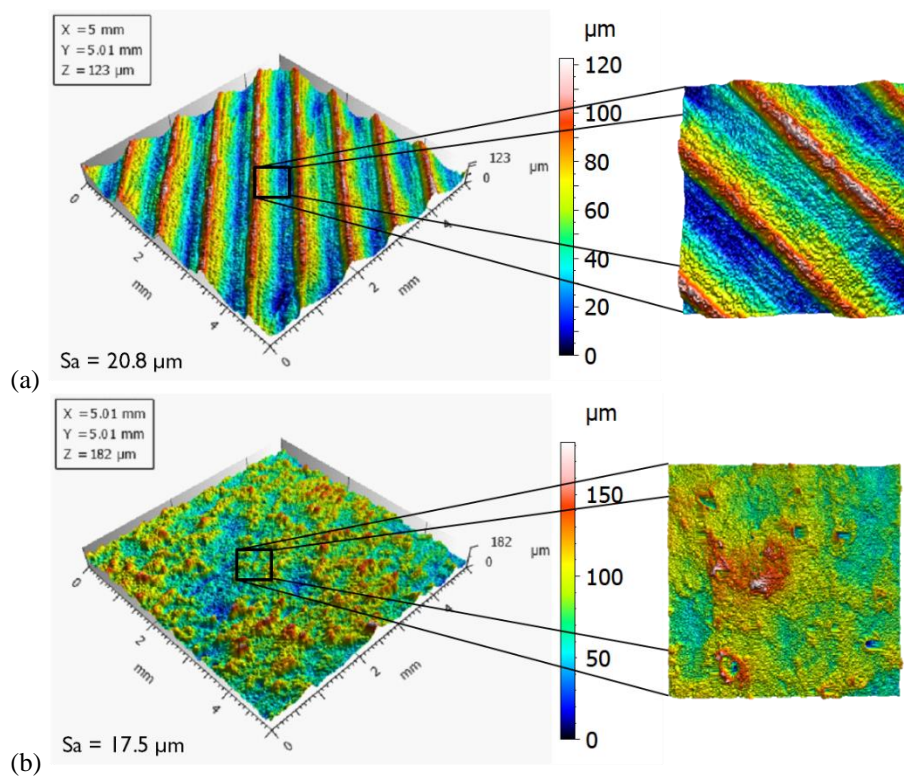 X = 5 mm
Y = 5.01 mm
Z = 123 µm
µm
120
100
80
60
40
20
0
123
0
µm
0
2
4
mm
0
2
4
mm
Sa = 20.8 µm
(a)
X = 5.01 mm
Y = 5.01 mm
Z = 182 µm
µm
150
100
50
0
182
0
µm
0
2
4
mm
0
2
4
mm
Sa = 17.5 µm
(b)